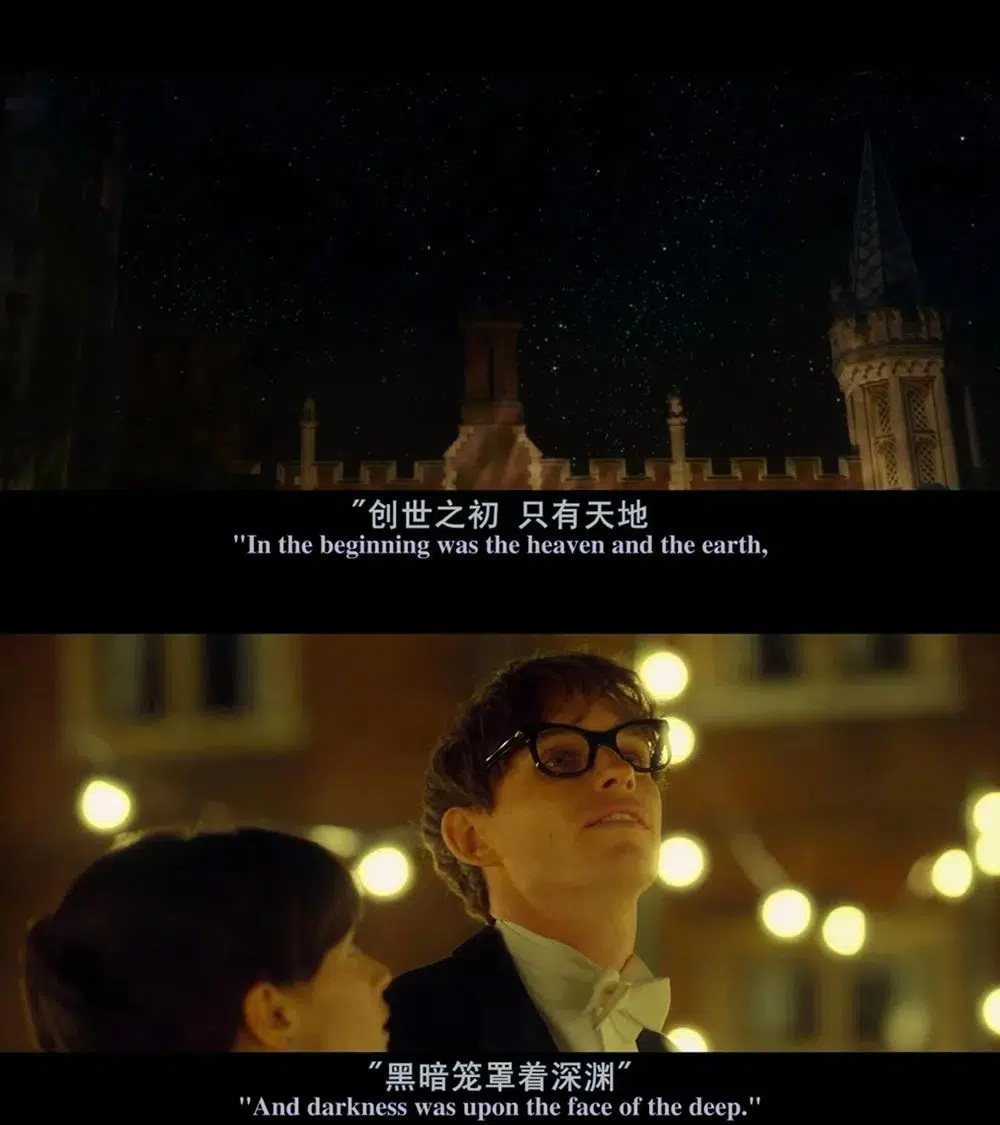 "创世之初 只有天地
"In the beginning was the heaven and the earth,
"黑暗笼罩着深渊"
"And darkness was upon the face of the deep."